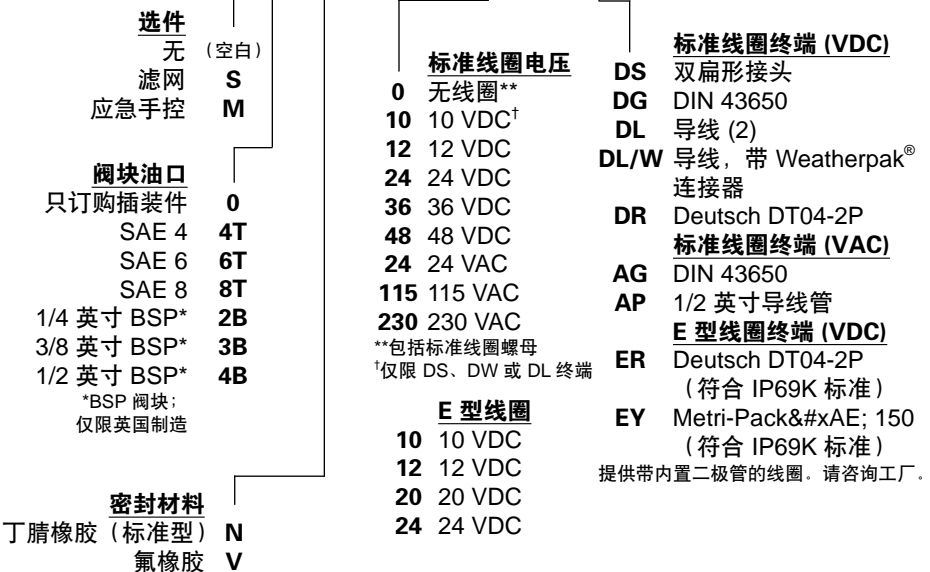 选件
无 （空白）
滤网 S
应急手控 M
阀块油口
只订购插装件 0
SAE 4 4T
SAE 6 6T
SAE 8 8T
1/4 英寸 BSP* 2B
3/8 英寸 BSP* 3B
1/2 英寸 BSP* 4B
*BSP 阀块；
仅限英国制造
密封材料
丁腈橡胶（标准型） N
氟橡胶 V
标准线圈电压
0 无线圈**
10 10 VDC†
12 12 VDC
24 24 VDC
36 36 VDC
48 48 VDC
24 24 VAC
115 115 VAC
230 230 VAC
**包括标准线圈螺母
†仅限 DS、DW 或 DL 终端
E 型线圈
10 10 VDC
12 12 VDC
20 20 VDC
24 24 VDC
标准线圈终端 (VDC)
DS 双扁形接头
DG DIN 43650
DL 导线 (2)
DL/W 导线，带 Weatherpak®
连接器
DR Deutsch DT04-2P
标准线圈终端 (VAC)
AG DIN 43650
AP 1/2 英寸导线管
E 型线圈终端 (VDC)
ER Deutsch DT04-2P
（符合 IP69K 标准）
EY Metri-Pack&#xAE; 150
（符合 IP69K 标准）
提供带内置二极管的线圈。请咨询工厂。